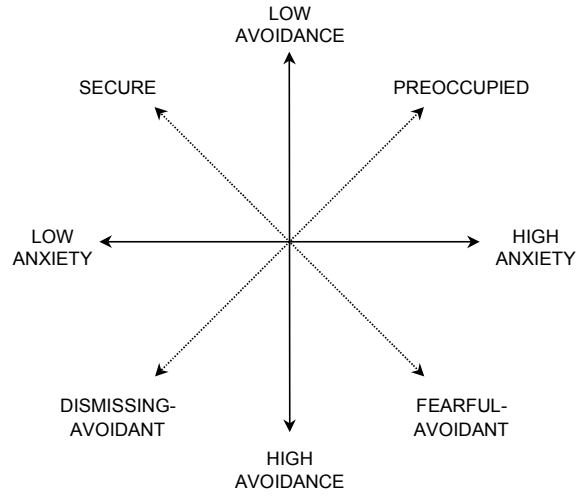 LOW
AVOIDANCE
SECURE
PREOCCUPIED
LOW
ANXIETY
HIGH
ANXIETY
DISMISSING-
AVOIDANT
FEARFUL-
AVOIDANT
HIGH
AVOIDANCE